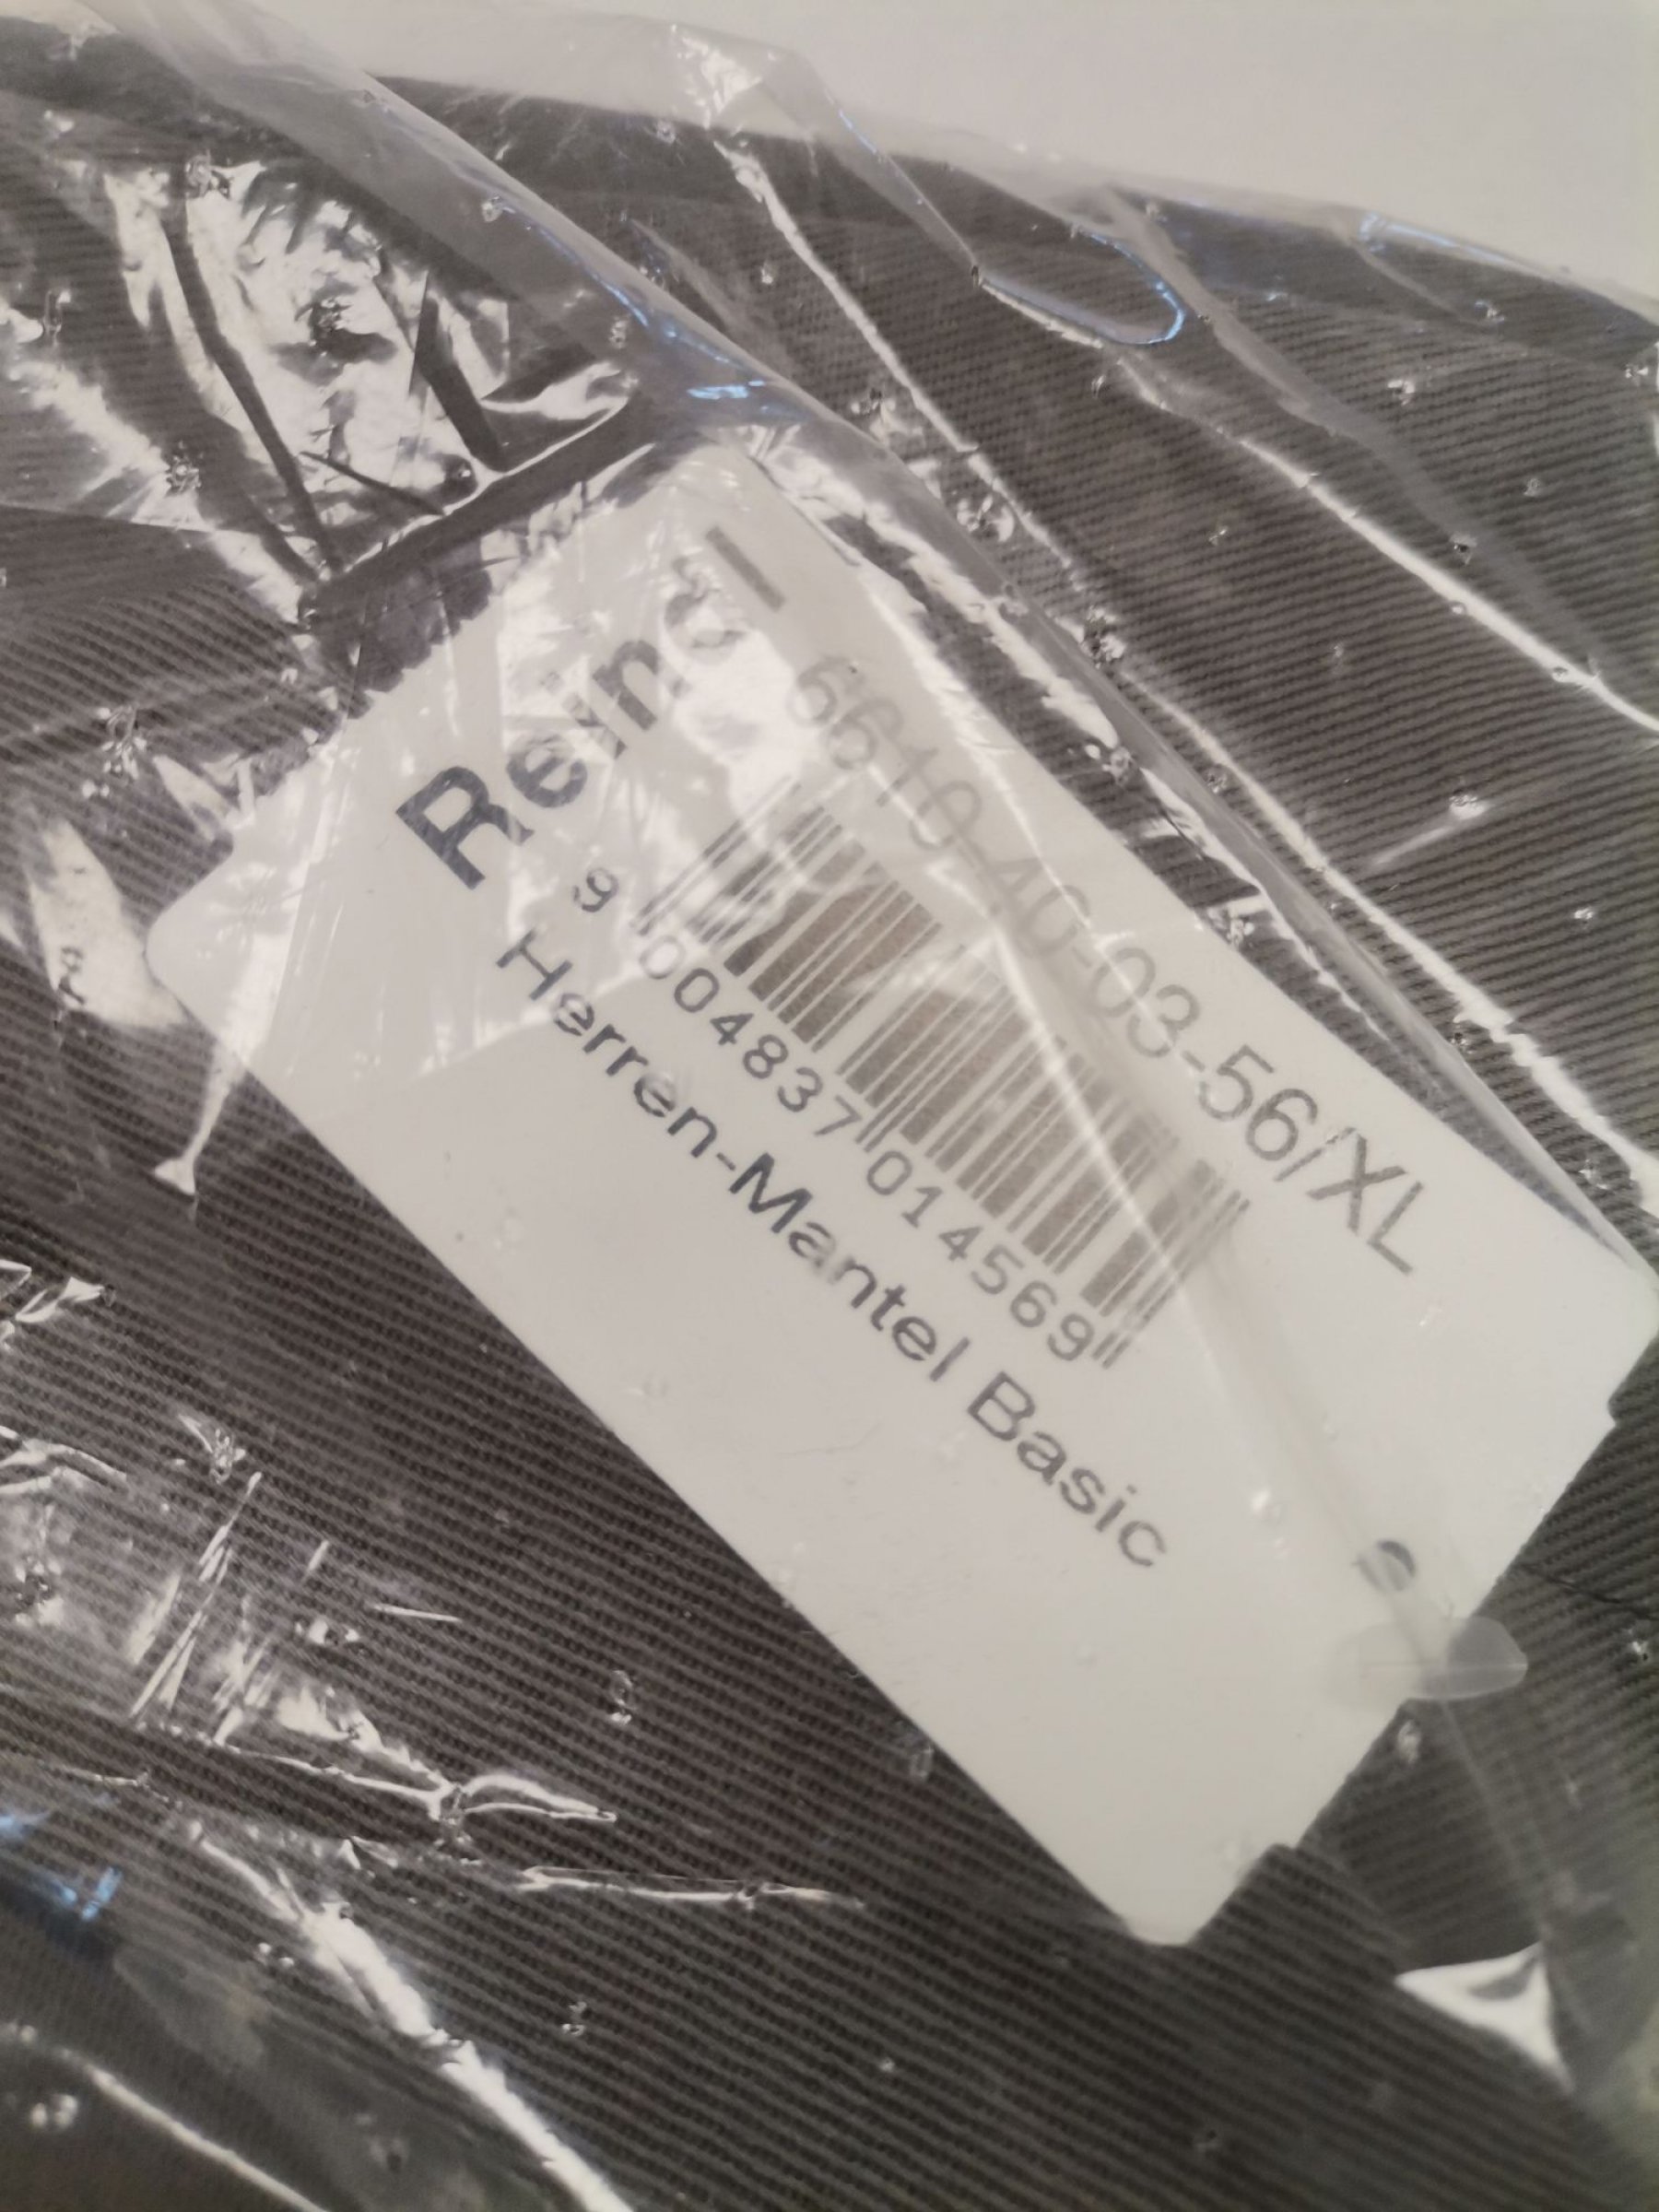 Reindl
6610-40-03-56/XL
9 004837 014569
Herren-Mantel Basic